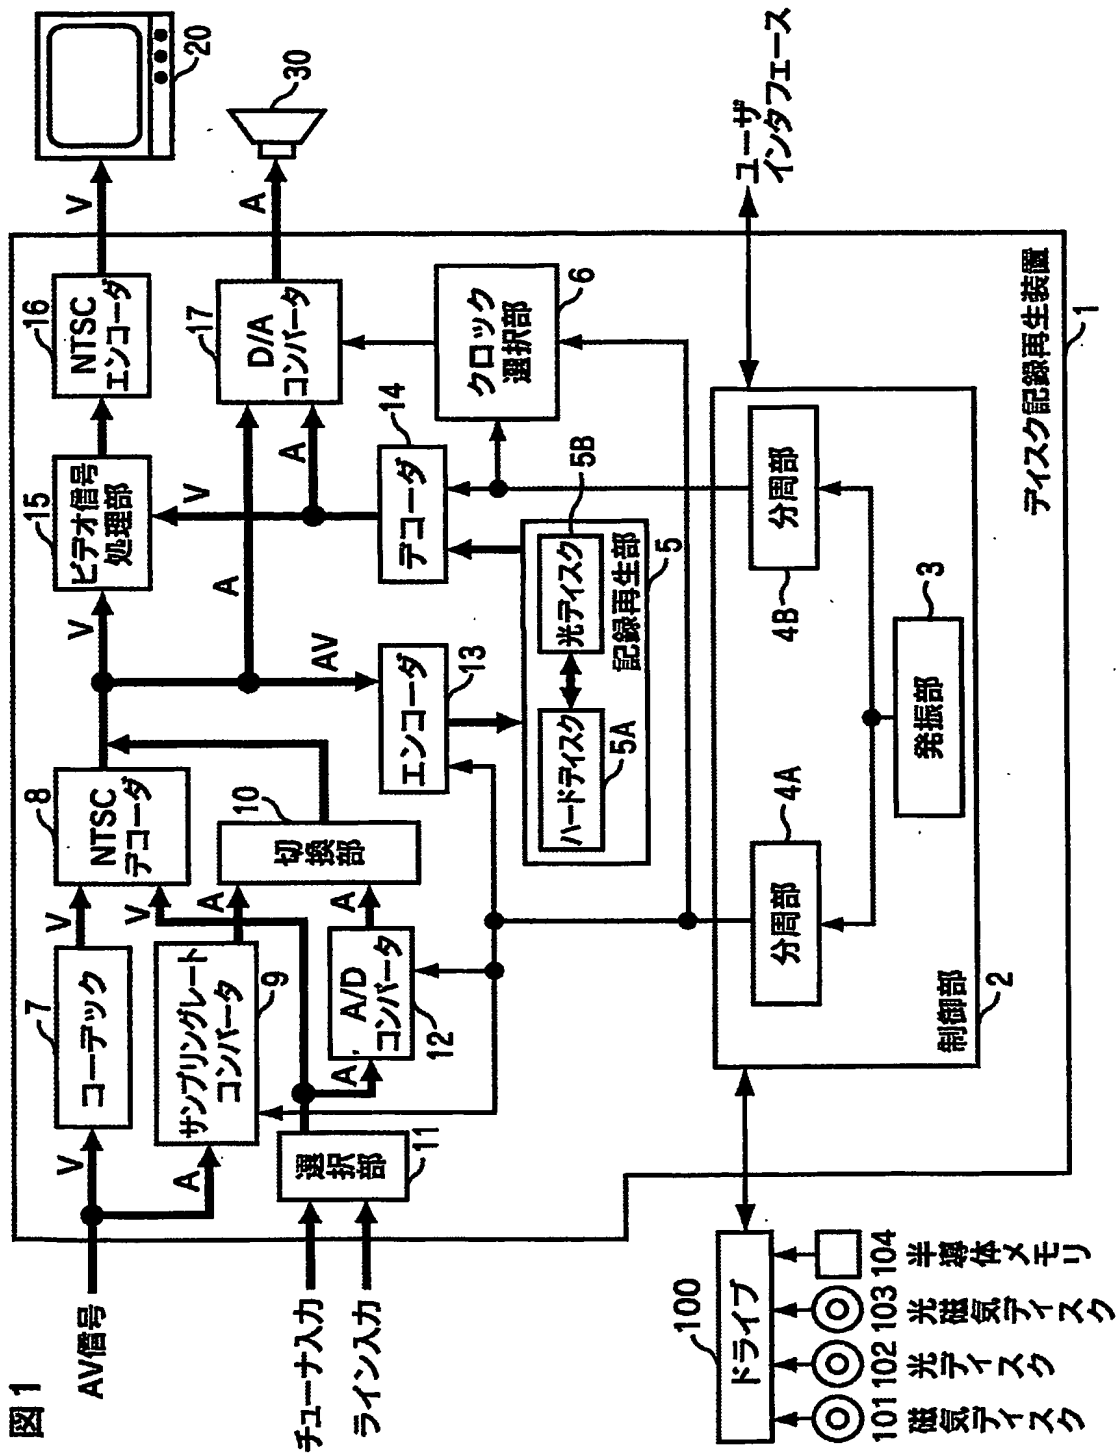 図1
AV信号
チューナ入力
ライン入力
V
A
コーデック
7
サンプリングレート
コンバータ
9
選択部
11
A
A/D
コンバータ
12
V
V
A
A
NTSC
デコーダ
8
切換部
10
V
A
AV
エンコーダ
13
ビデオ信号
処理部
15
V
A
デコーダ
14
NTSC
エンコーダ
16
D/A
コンバータ
17
クロック
選択部
6
V
A
20
30
ハードディスク
5A
光ディスク
5B
記録再生部
5
分周部
4A
分周部
4B
発振部
3
制御部
2
ディスク記録再生装置
1
ユーザ
インタフェース
ドライブ
100
101
磁気ディスク
102
光ディスク
103
光磁気ディスク
104
半導体メモリ